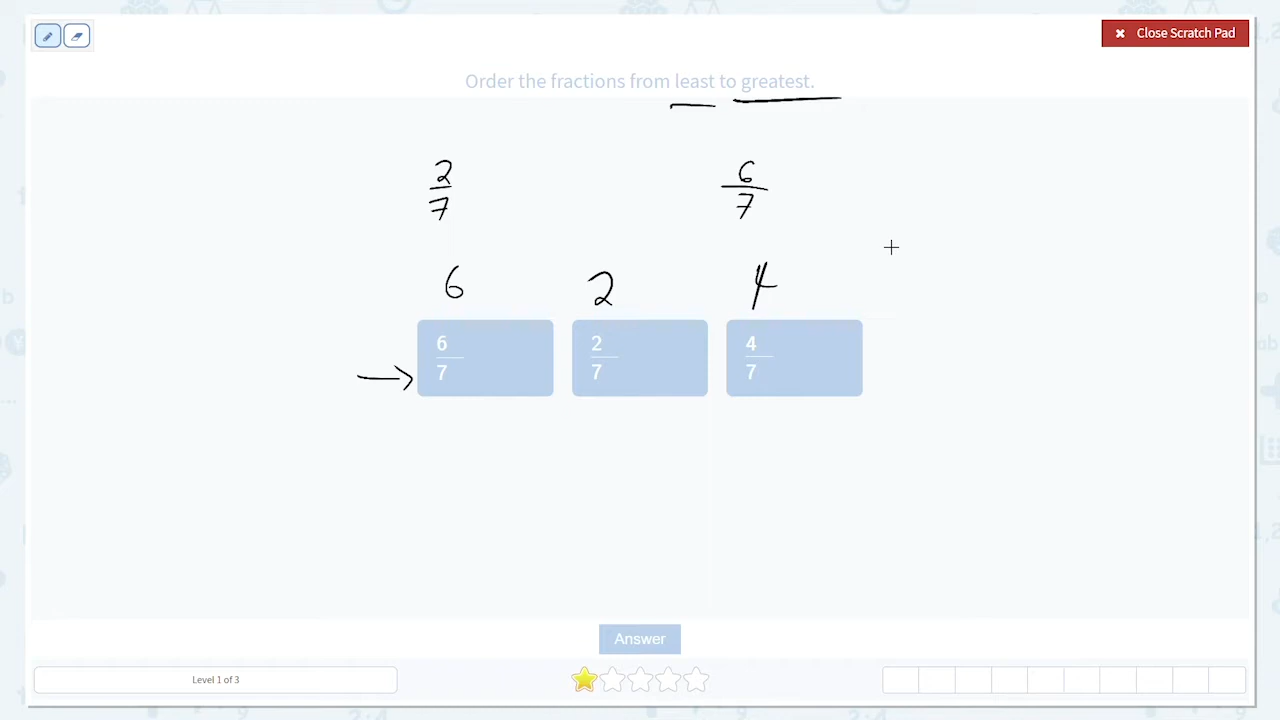 Close Scratch Pad
Order the fractions from least to greatest.
2/7 6/7
6 2 4
6/7 2/7 4/7
Answer
Level 1 of 3